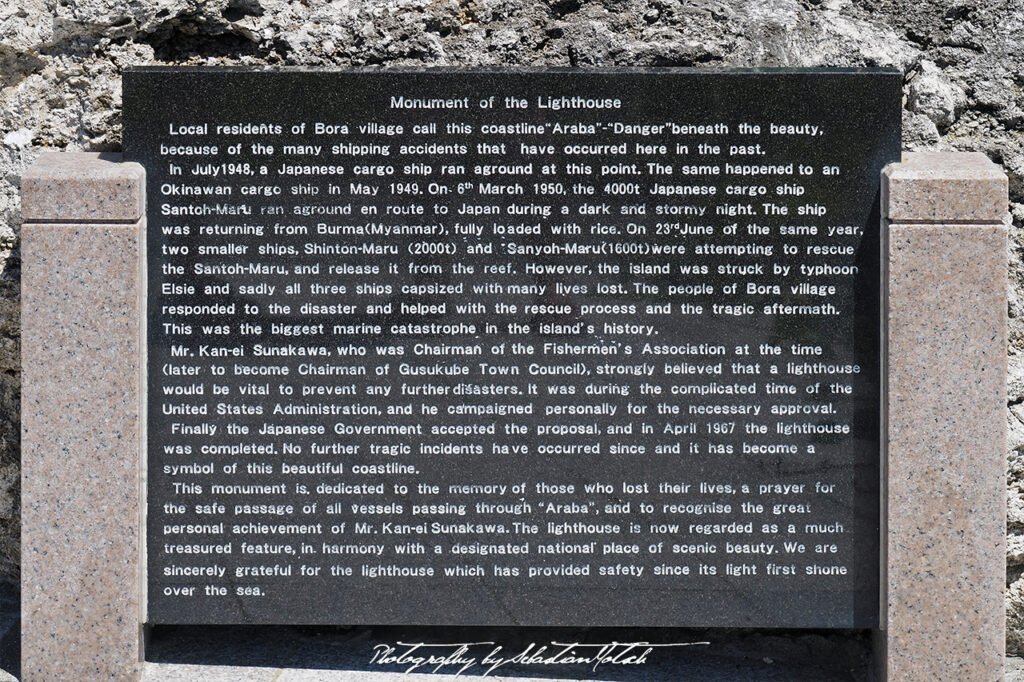 Monument of the Lighthouse
Local residents of Bora village call this coastline"Araba"-"Danger"beneath the beauty,
because of the many shipping accidents that have occurred here in the past.
In July1948, a Japanese cargo ship ran aground at this point. The same happened to an
Okinawan cargo ship in May 1949. On 6th March 1950, the 4000t Japanese cargo ship
Santoh-Maru ran aground en route to Japan during a dark and stormy night. The ship
was returning from Burma(Myanmar), fully loaded with rice. On 23rdJune of the same year,
two smaller ships, Shinton-Maru (2000t) and Sanyoh-Maru(1600t)were attempting to rescue
the Santoh-Maru, and release it from the reef. However, the island was struck by typhoon
Elsie and sadly all three ships capsized with many lives lost. The people of Bora village
responded to the disaster and helped with the rescue process and the tragic aftermath.
This was the biggest marine catastrophe in the island's history.
Mr. Kan-ei Sunakawa, who was Chairman of the Fishermen's Association at the time
(later to become Chairman of Gusukube Town Council), strongly believed that a lighthouse
would be vital to prevent any further disasters. It was during the complicated time of the
United States Administration, and he campaigned personally for the necessary approval.
Finally the Japanese Government accepted the proposal, and in April 1967 the lighthouse
was completed. No further tragic incidents have occurred since and it has become a
symbol of this beautiful coastline.
This monument is dedicated to the memory of those who lost their lives, a prayer for
the safe passage of all vessels passing through "Araba", and to recognise the great
personal achievement of Mr. Kan-ei Sunakawa. The lighthouse is now regarded as a much
treasured feature, in harmony with a designated national place of scenic beauty. We are
sincerely grateful for the lighthouse which has provided safety since its light first shone
over the sea.
Photography by Sebastian Motsch